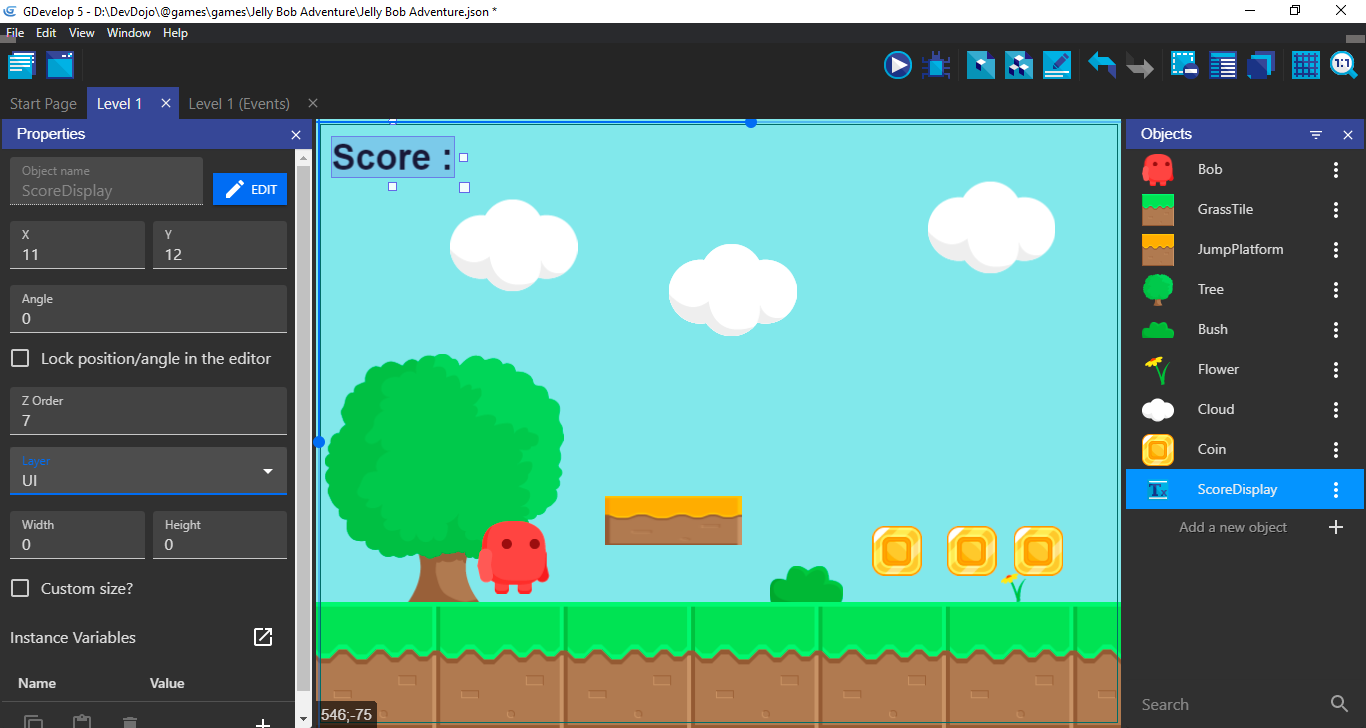 GDevelop 5 - D:\DevDojo\@games\games\Jelly Bob Adventure\Jelly Bob Adventure.json *
File Edit View Window Help
1:1
Start Page Level 1 Level 1 (Events)
Properties
Object name
ScoreDisplay
EDIT
X
11
Y
12
Angle
0
Lock position/angle in the editor
Z Order
7
Layer
UI
Width
0
Height
0
Custom size?
Instance Variables
Name Value
Score :
546;-75
Objects
Bob
GrassTile
JumpPlatform
Tree
Bush
Flower
Cloud
Coin
Tx
ScoreDisplay
Add a new object
Search